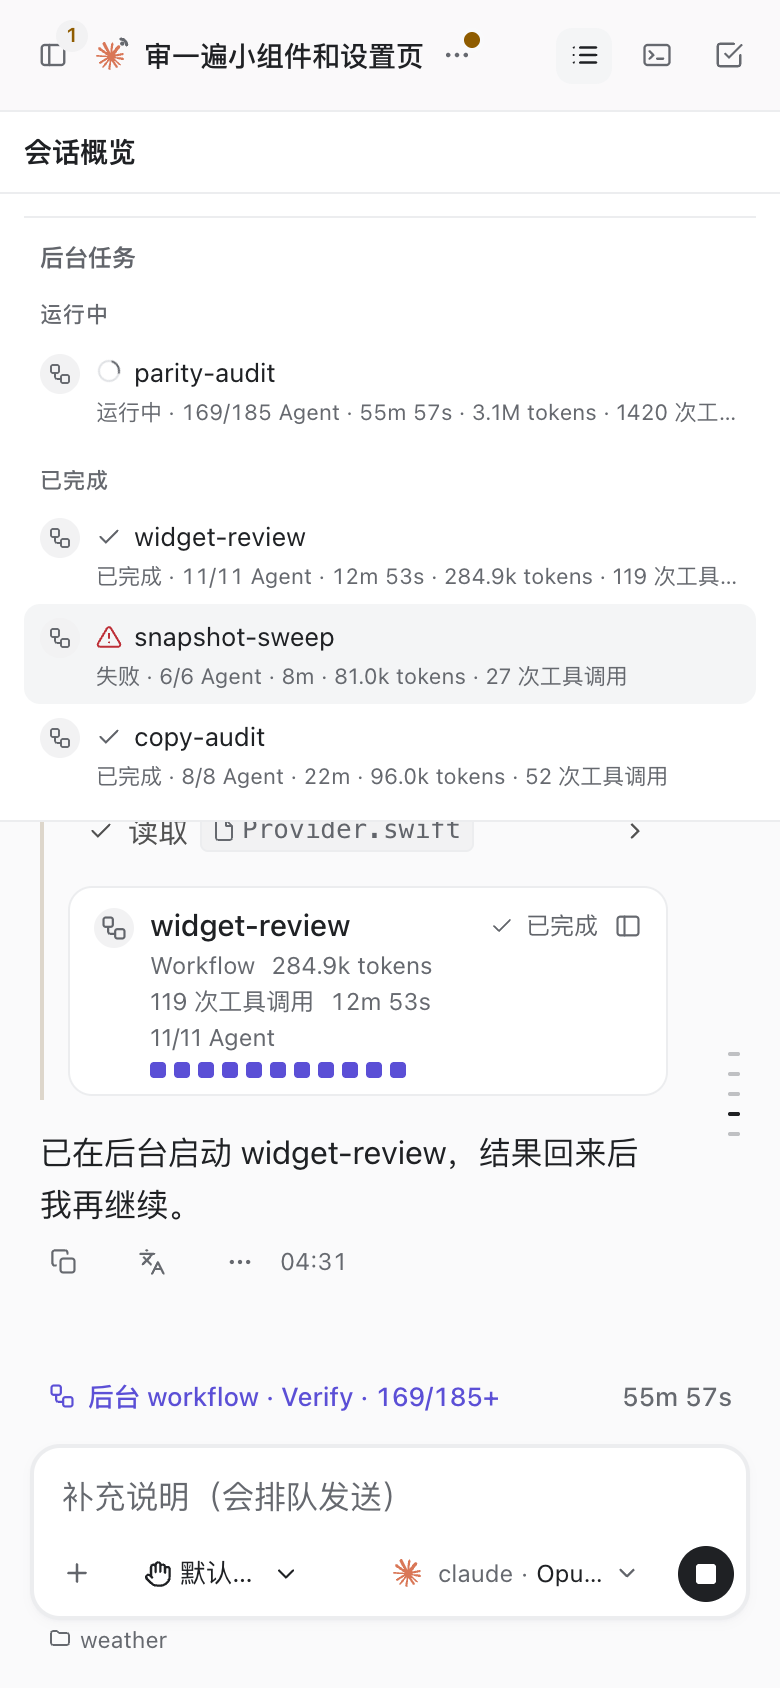 1
审一遍小组件和设置页
会话概览
后台任务
运行中
parity-audit
运行中 · 169/185 Agent · 55m 57s · 3.1M tokens · 1420 次工...
已完成
widget-review
已完成 · 11/11 Agent · 12m 53s · 284.9k tokens · 119 次工具...
snapshot-sweep
失败 · 6/6 Agent · 8m · 81.0k tokens · 27 次工具调用
copy-audit
已完成 · 8/8 Agent · 22m · 96.0k tokens · 52 次工具调用
读取 Provider.swift
widget-review 已完成
Workflow 284.9k tokens
119 次工具调用 12m 53s
11/11 Agent
已在后台启动 widget-review，结果回来后
我再继续。
04:31
后台 workflow · Verify · 169/185+ 55m 57s
补充说明（会排队发送）
默认... claude · Opu...
weather